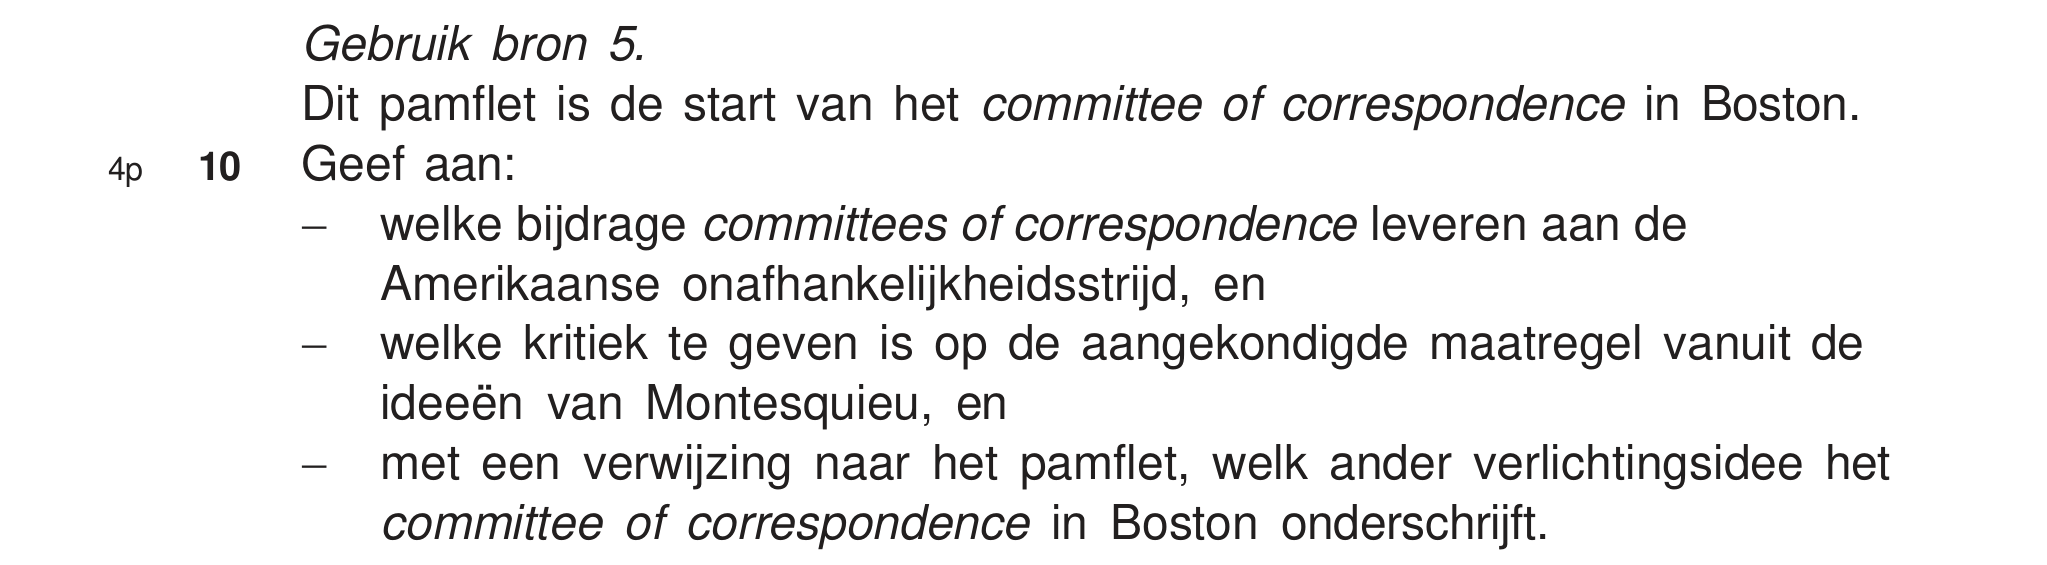 Gebruik bron 5.
Dit pamflet is de start van het committee of correspondence in Boston.
4p 10 Geef aan:
– welke bijdrage committees of correspondence leveren aan de
Amerikaanse onafhankelijkheidsstrijd, en
– welke kritiek te geven is op de aangekondigde maatregel vanuit de
ideeën van Montesquieu, en
– met een verwijzing naar het pamflet, welk ander verlichtingsidee het
committee of correspondence in Boston onderschrijft.